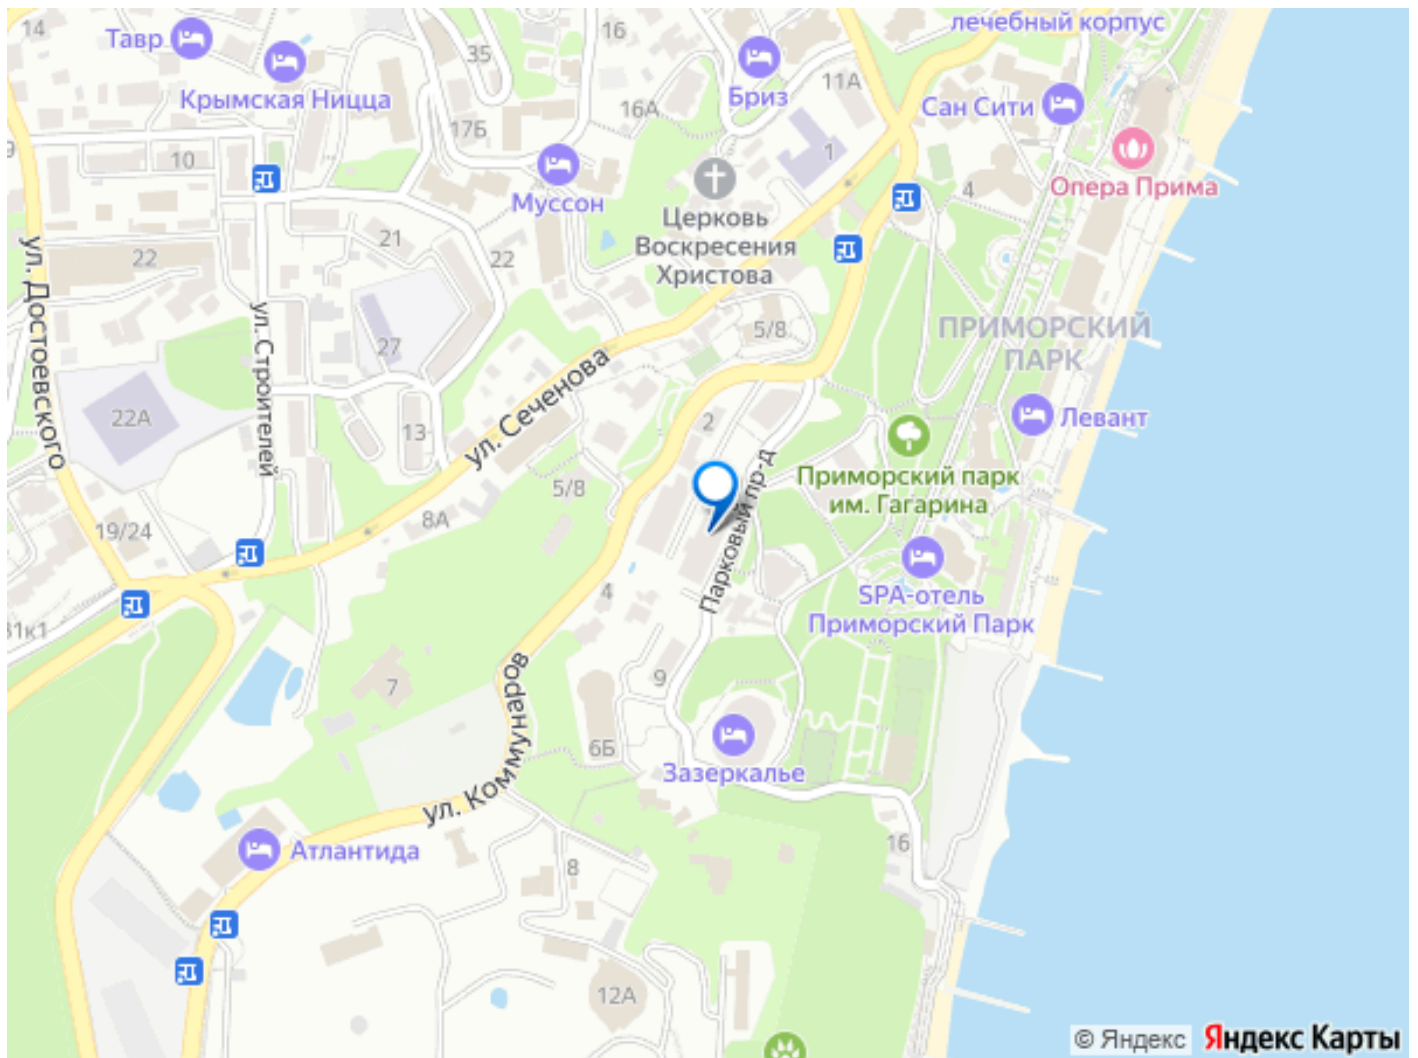 14
Тавр
Крымская Ницца
35
16
16А
17Б
Бриз
11А
лечебный корпус
Сан Сити
Опера Прима
10
Муссон
1
4
Церковь
Воскресения
Христова
21
22
22
ул. Достоевского
ул. Строителей
27
5/8
ПРИМОРСКИЙ
ПАРК
22А
13
ул. Сеченова
2
Левант
Приморский парк
им. Гагарина
5/8
8А
19/24
Парковый пр-д
SPA-отель
Приморский Парк
4
31к1
7
9
6Б
ул. Коммунаров
Зазеркалье
Атлантида
8
16
12А
© Яндекс Яндекс Карты